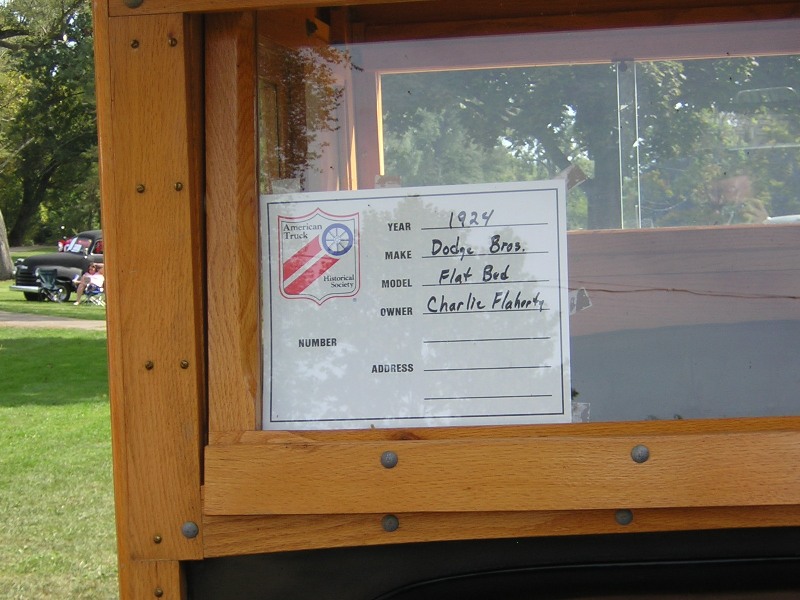 American
Truck
Historical
Society
YEAR 1924
MAKE Dodge Bros.
MODEL Flat Bed
OWNER Charlie Flaherty
NUMBER
ADDRESS